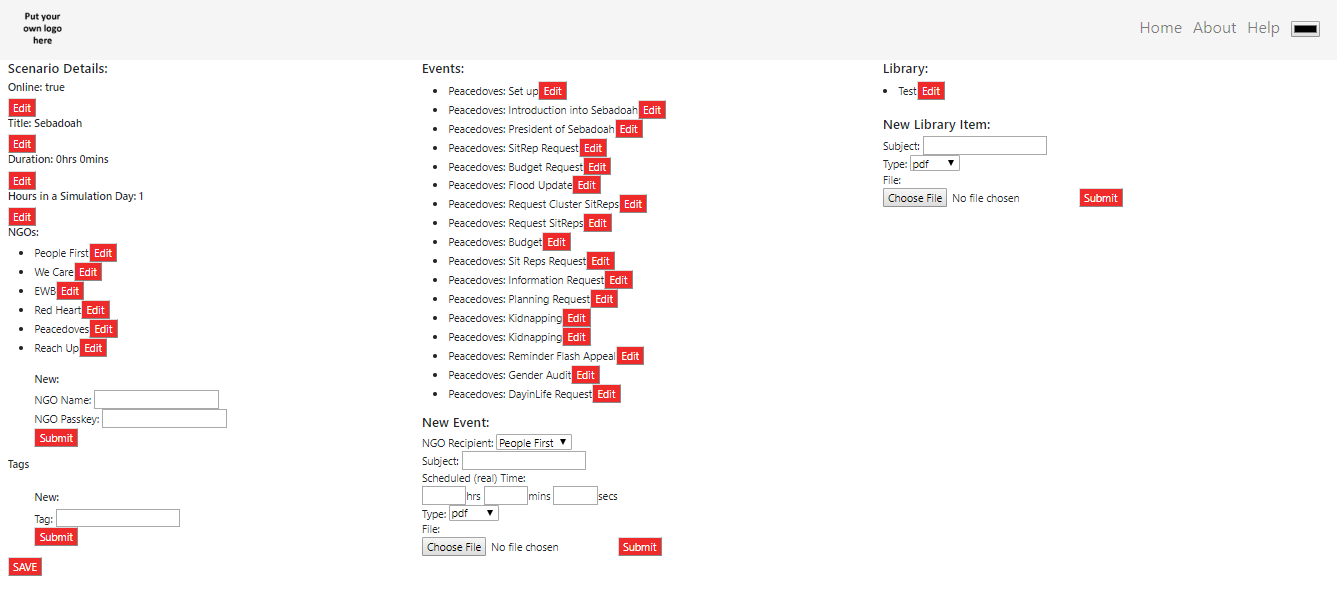 Put your
own logo
here
Home About Help
Scenario Details:
Online: true
Edit
Title: Sebadoah
Edit
Duration: 0hrs 0mins
Edit
Hours in a Simulation Day: 1
Edit
NGOs:
People First Edit
We Care Edit
EWB Edit
Red Heart Edit
Peacedoves Edit
Reach Up Edit
New:
NGO Name:
NGO Passkey:
Submit
Tags
New:
Tag:
Submit
SAVE
Events:
Peacedoves: Set up Edit
Peacedoves: Introduction into Sebadoah Edit
Peacedoves: President of Sebadoah Edit
Peacedoves: SitRep Request Edit
Peacedoves: Budget Request Edit
Peacedoves: Flood Update Edit
Peacedoves: Request Cluster SitReps Edit
Peacedoves: Request SitReps Edit
Peacedoves: Budget Edit
Peacedoves: Sit Reps Request Edit
Peacedoves: Information Request Edit
Peacedoves: Planning Request Edit
Peacedoves: Kidnapping Edit
Peacedoves: Kidnapping Edit
Peacedoves: Reminder Flash Appeal Edit
Peacedoves: Gender Audit Edit
Peacedoves: DayinLife Request Edit
New Event:
NGO Recipient: People First
Subject:
Scheduled (real) Time:
hrs mins secs
Type: pdf
File:
Choose File No file chosen Submit
Library:
Test Edit
New Library Item:
Subject:
Type: pdf
File:
Choose File No file chosen Submit